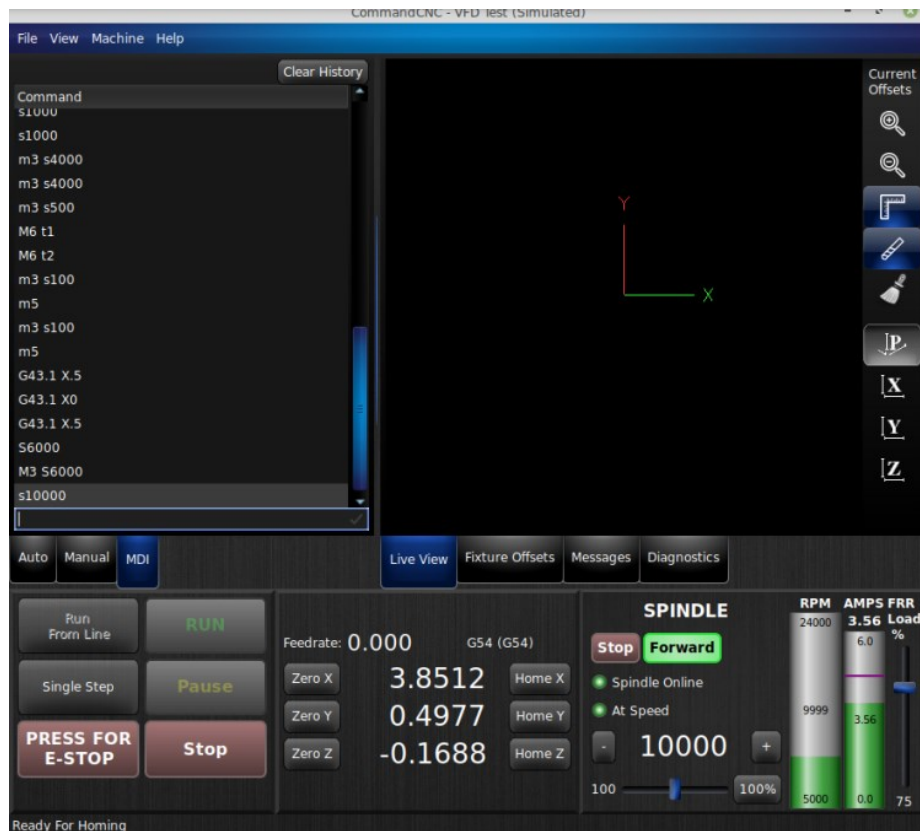 CommandCNC - VFD Test (Simulated)
File View Machine Help
Clear History
Command
s1000
s1000
m3 s4000
m3 s4000
m3 s500
M6 t1
M6 t2
m3 s100
m5
m3 s100
m5
G43.1 X.5
G43.1 X0
G43.1 X.5
S6000
M3 S6000
s10000
Y
X
Current
Offsets
P
X
Y
Z
Auto Manual MDI
Live View Fixture Offsets Messages Diagnostics
Run
From Line
RUN
Single Step
Pause
PRESS FOR
E-STOP
Stop
Feedrate: 0.000 G54 (G54)
Zero X 3.8512 Home X
Zero Y 0.4977 Home Y
Zero Z -0.1688 Home Z
SPINDLE
Stop Forward
Spindle Online
At Speed
- 10000 +
100 100%
RPM
24000
9999
5000
AMPS
3.56
6.0
3.56
0.0
FRR
Load
%
75
Ready For Homing